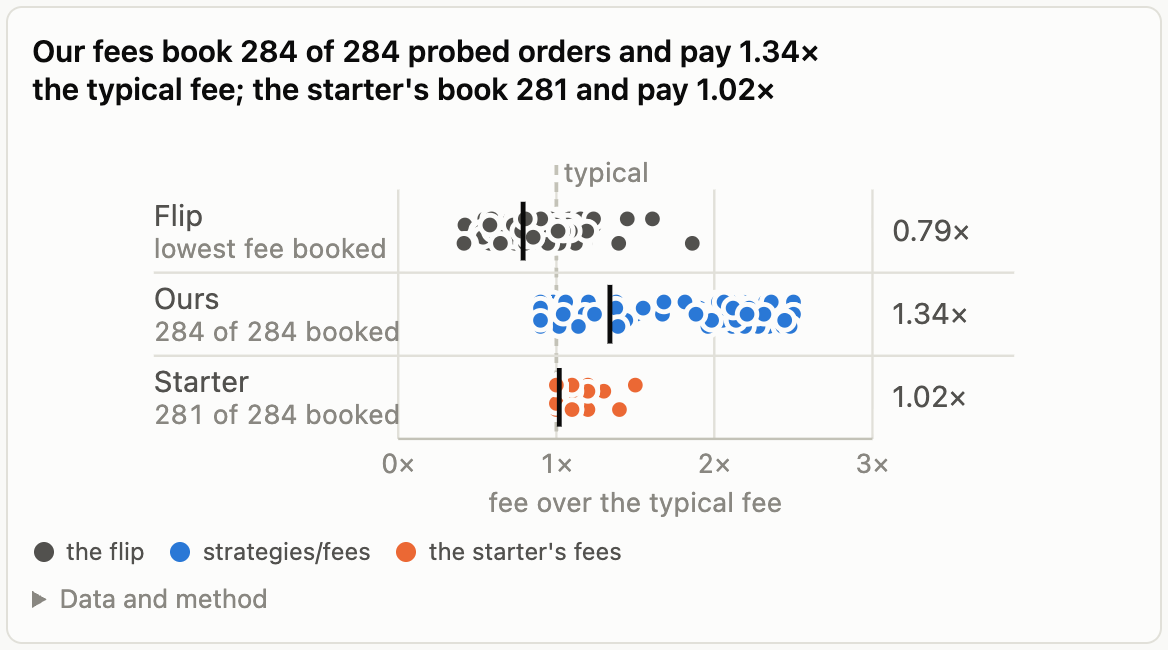 Our fees book 284 of 284 probed orders and pay 1.34×
the typical fee; the starter's book 281 and pay 1.02×
typical
Flip
lowest fee booked
0.79×
Ours
284 of 284 booked
1.34×
Starter
281 of 284 booked
1.02×
0×
1×
2×
3×
fee over the typical fee
the flip
strategies/fees
the starter's fees
Data and method